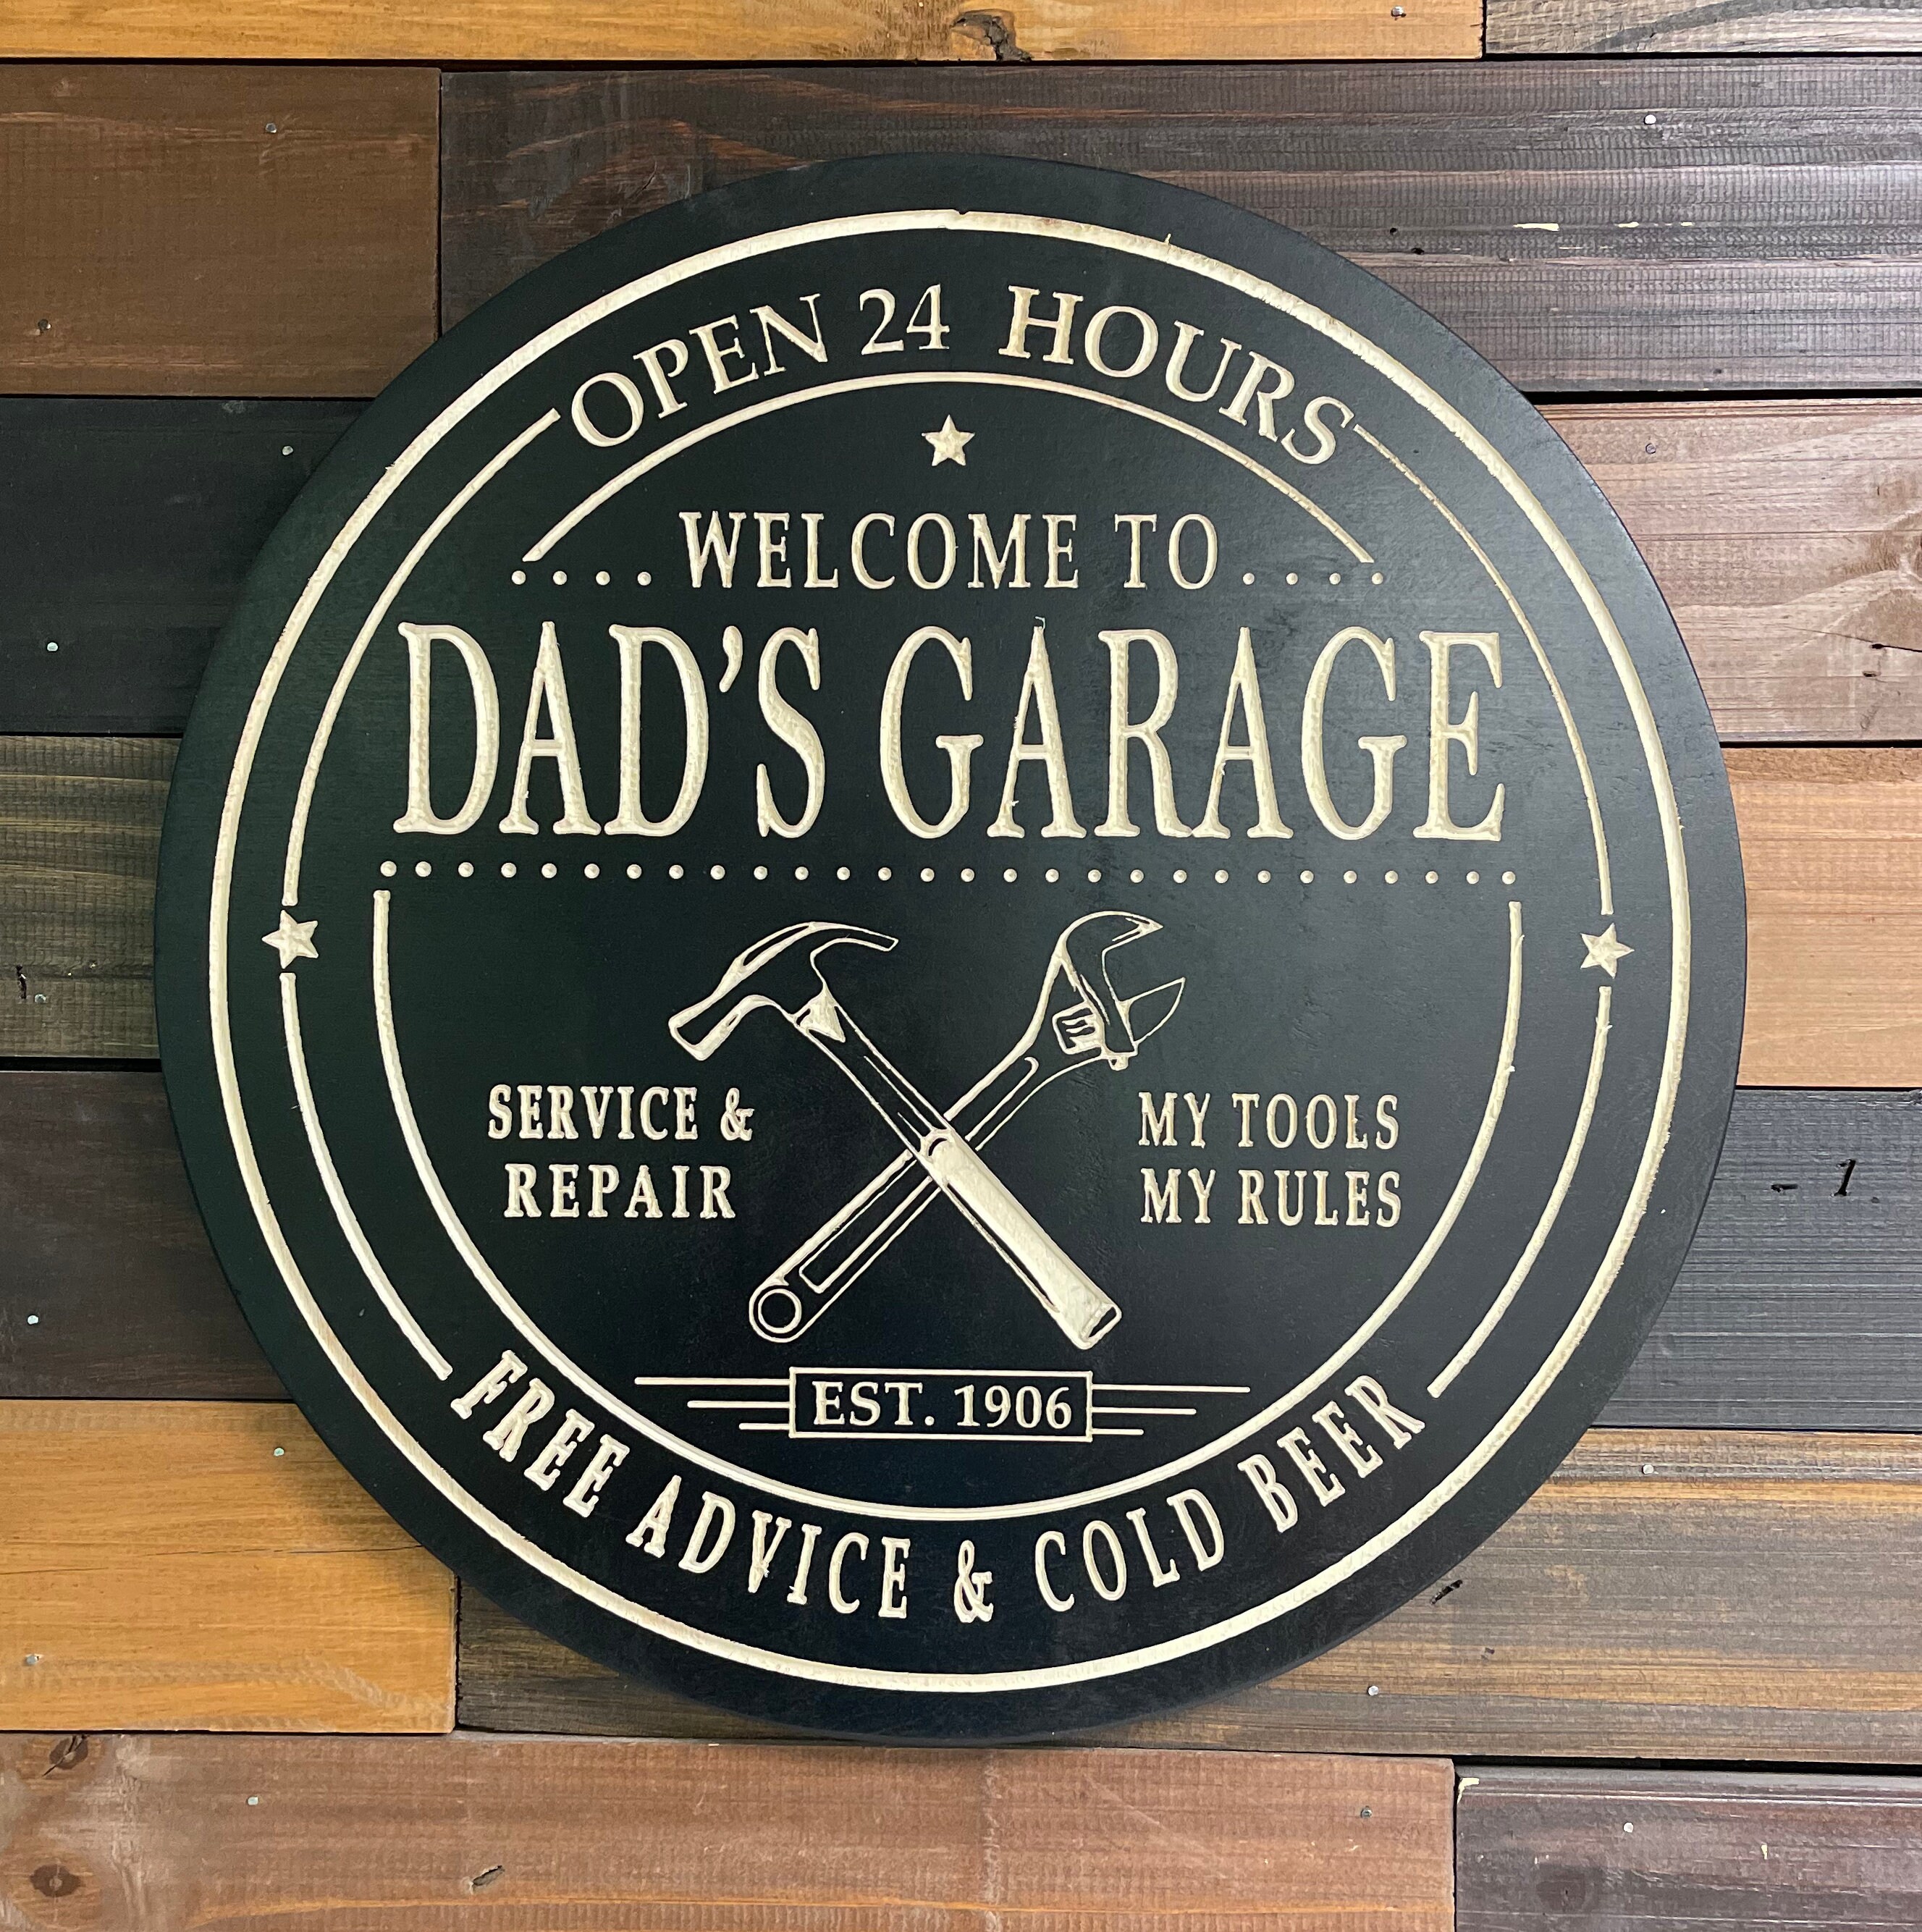 OPEN 24 HOURS
WELCOME TO
DAD'S GARAGE
SERVICE &
REPAIR
MY TOOLS
MY RULES
EST. 1906
FREE ADVICE & COLD BEER